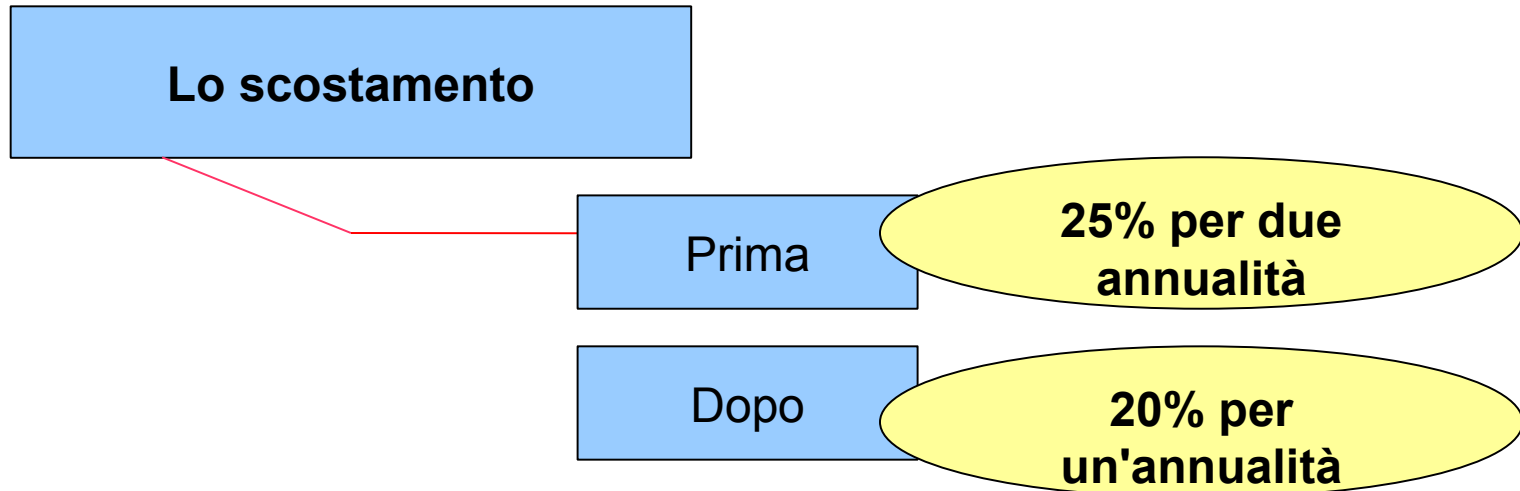 Lo scostamento
Prima
25% per due
annualità
Dopo
20% per
un'annualità